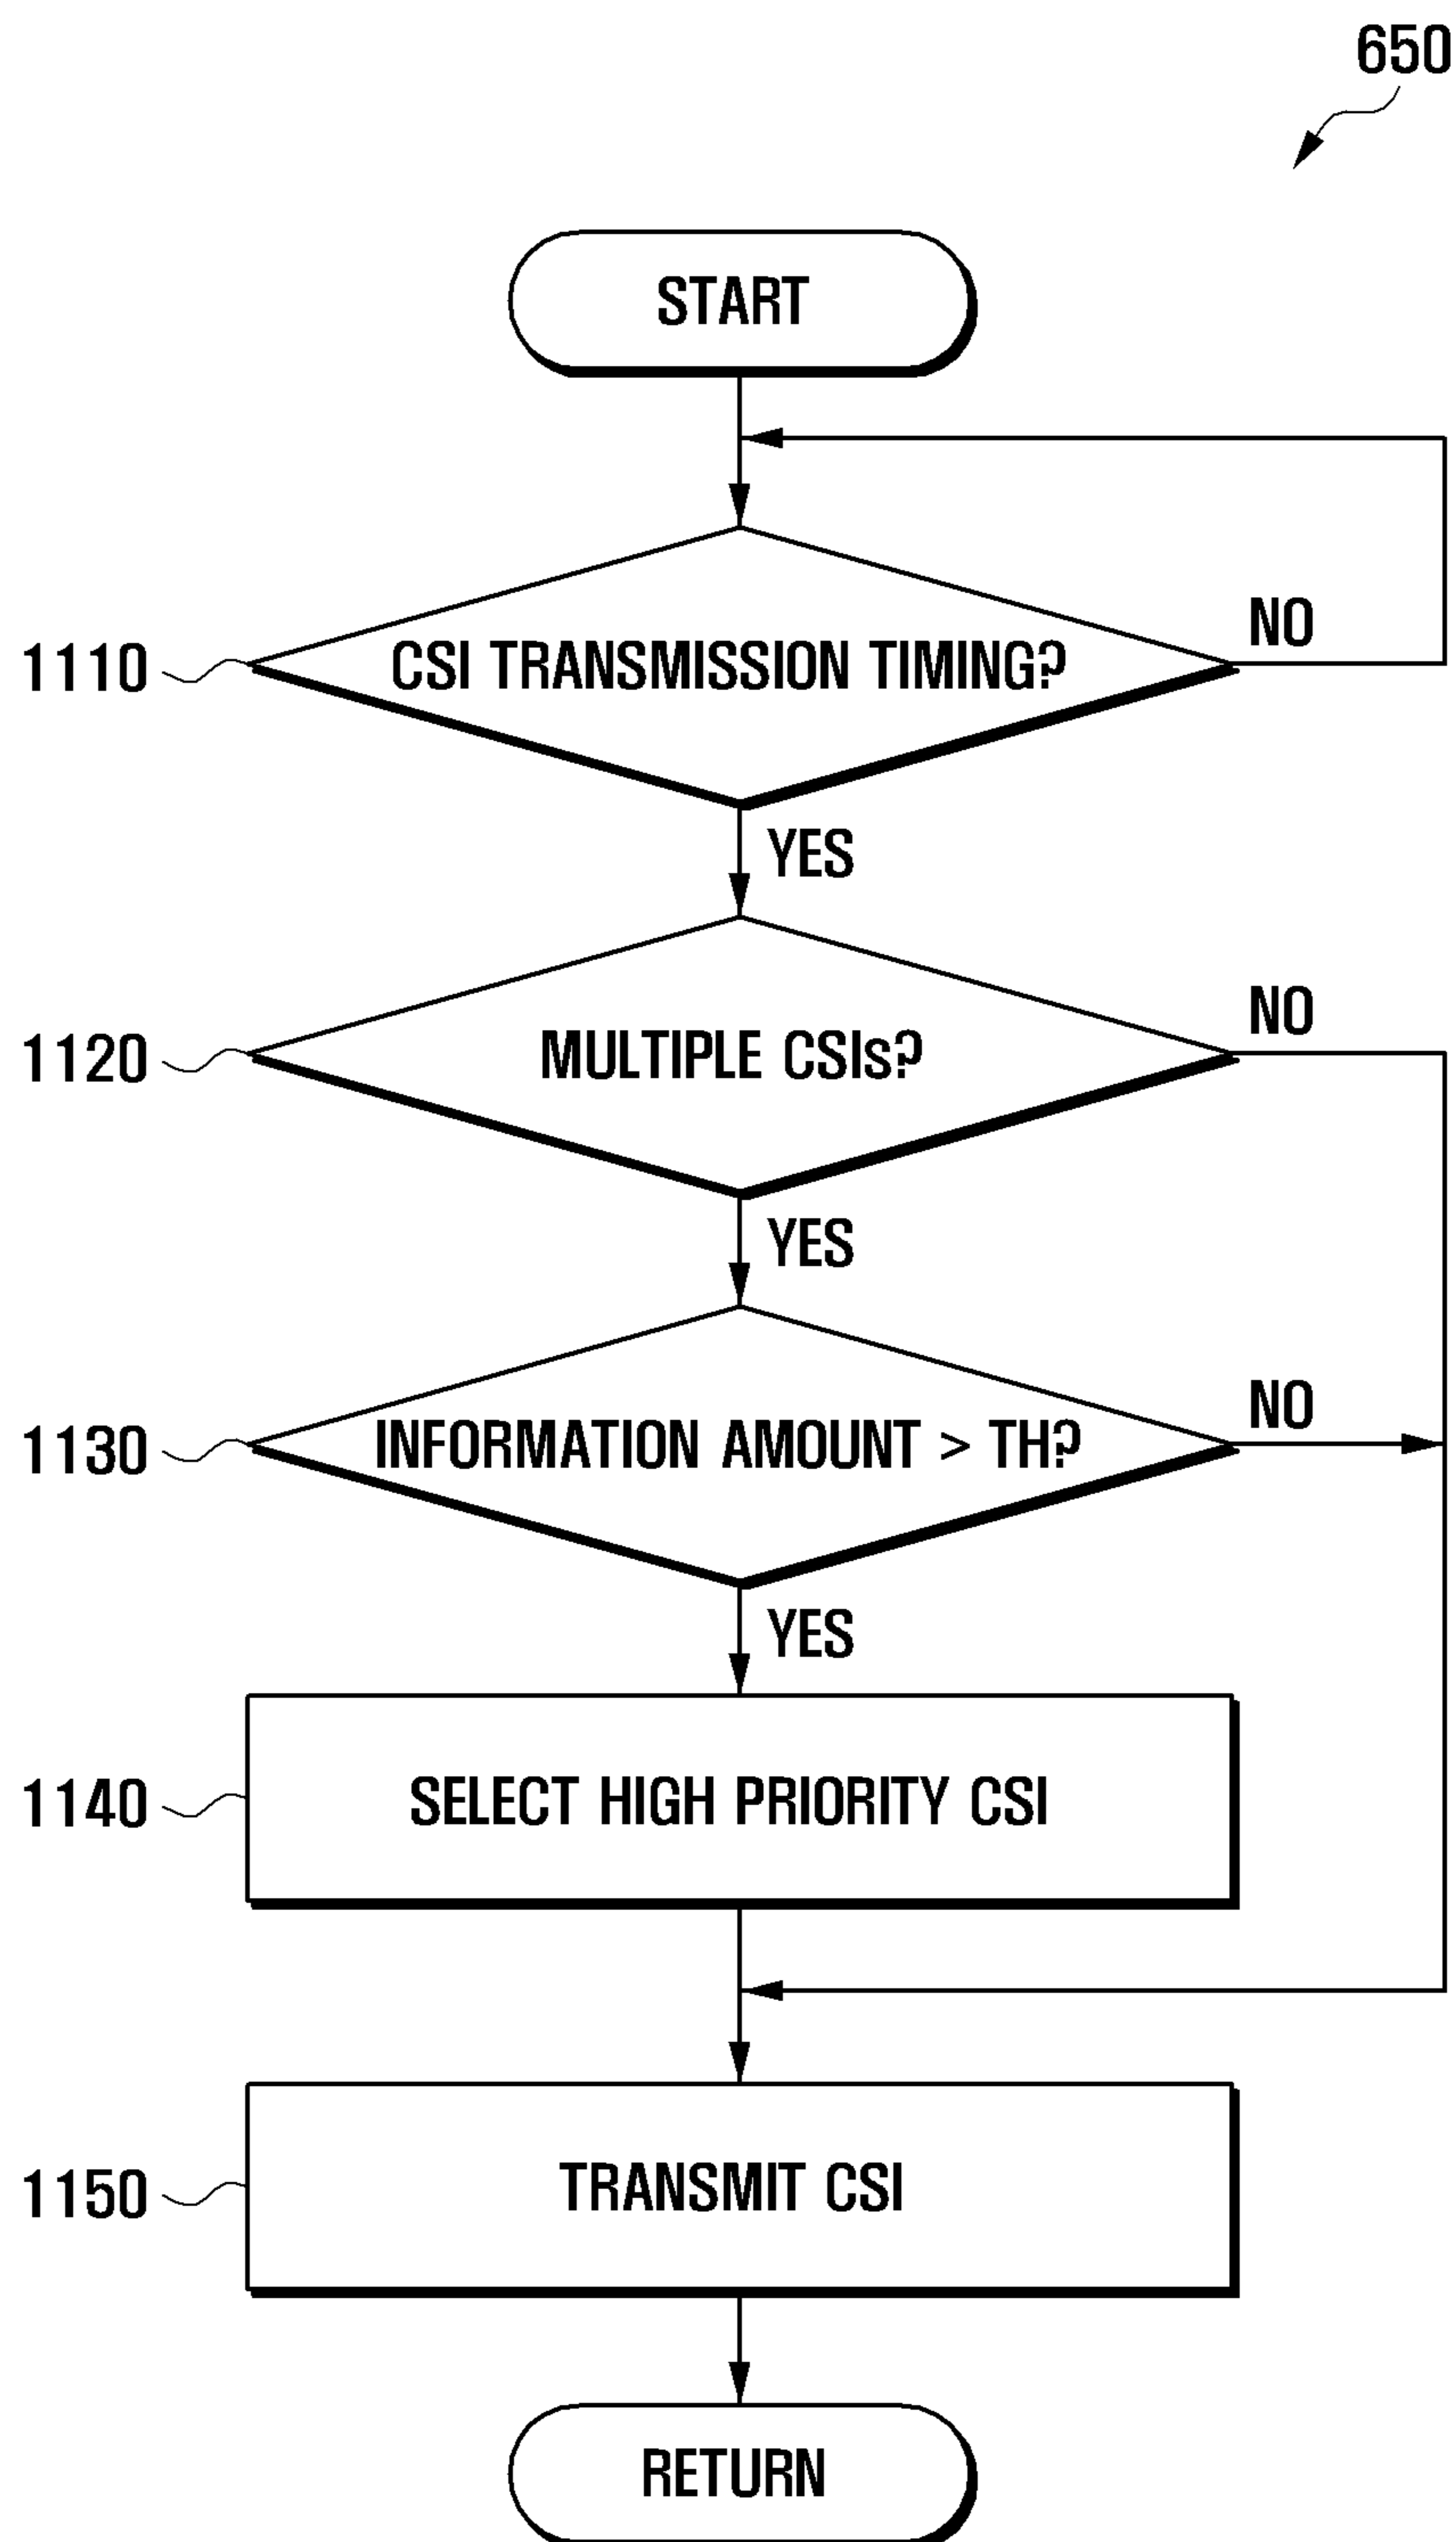 650
START
1110
CSI TRANSMISSION TIMING?
NO
YES
1120
MULTIPLE CSIs?
NO
YES
1130
INFORMATION AMOUNT > TH?
NO
YES
1140
SELECT HIGH PRIORITY CSI
1150
TRANSMIT CSI
RETURN